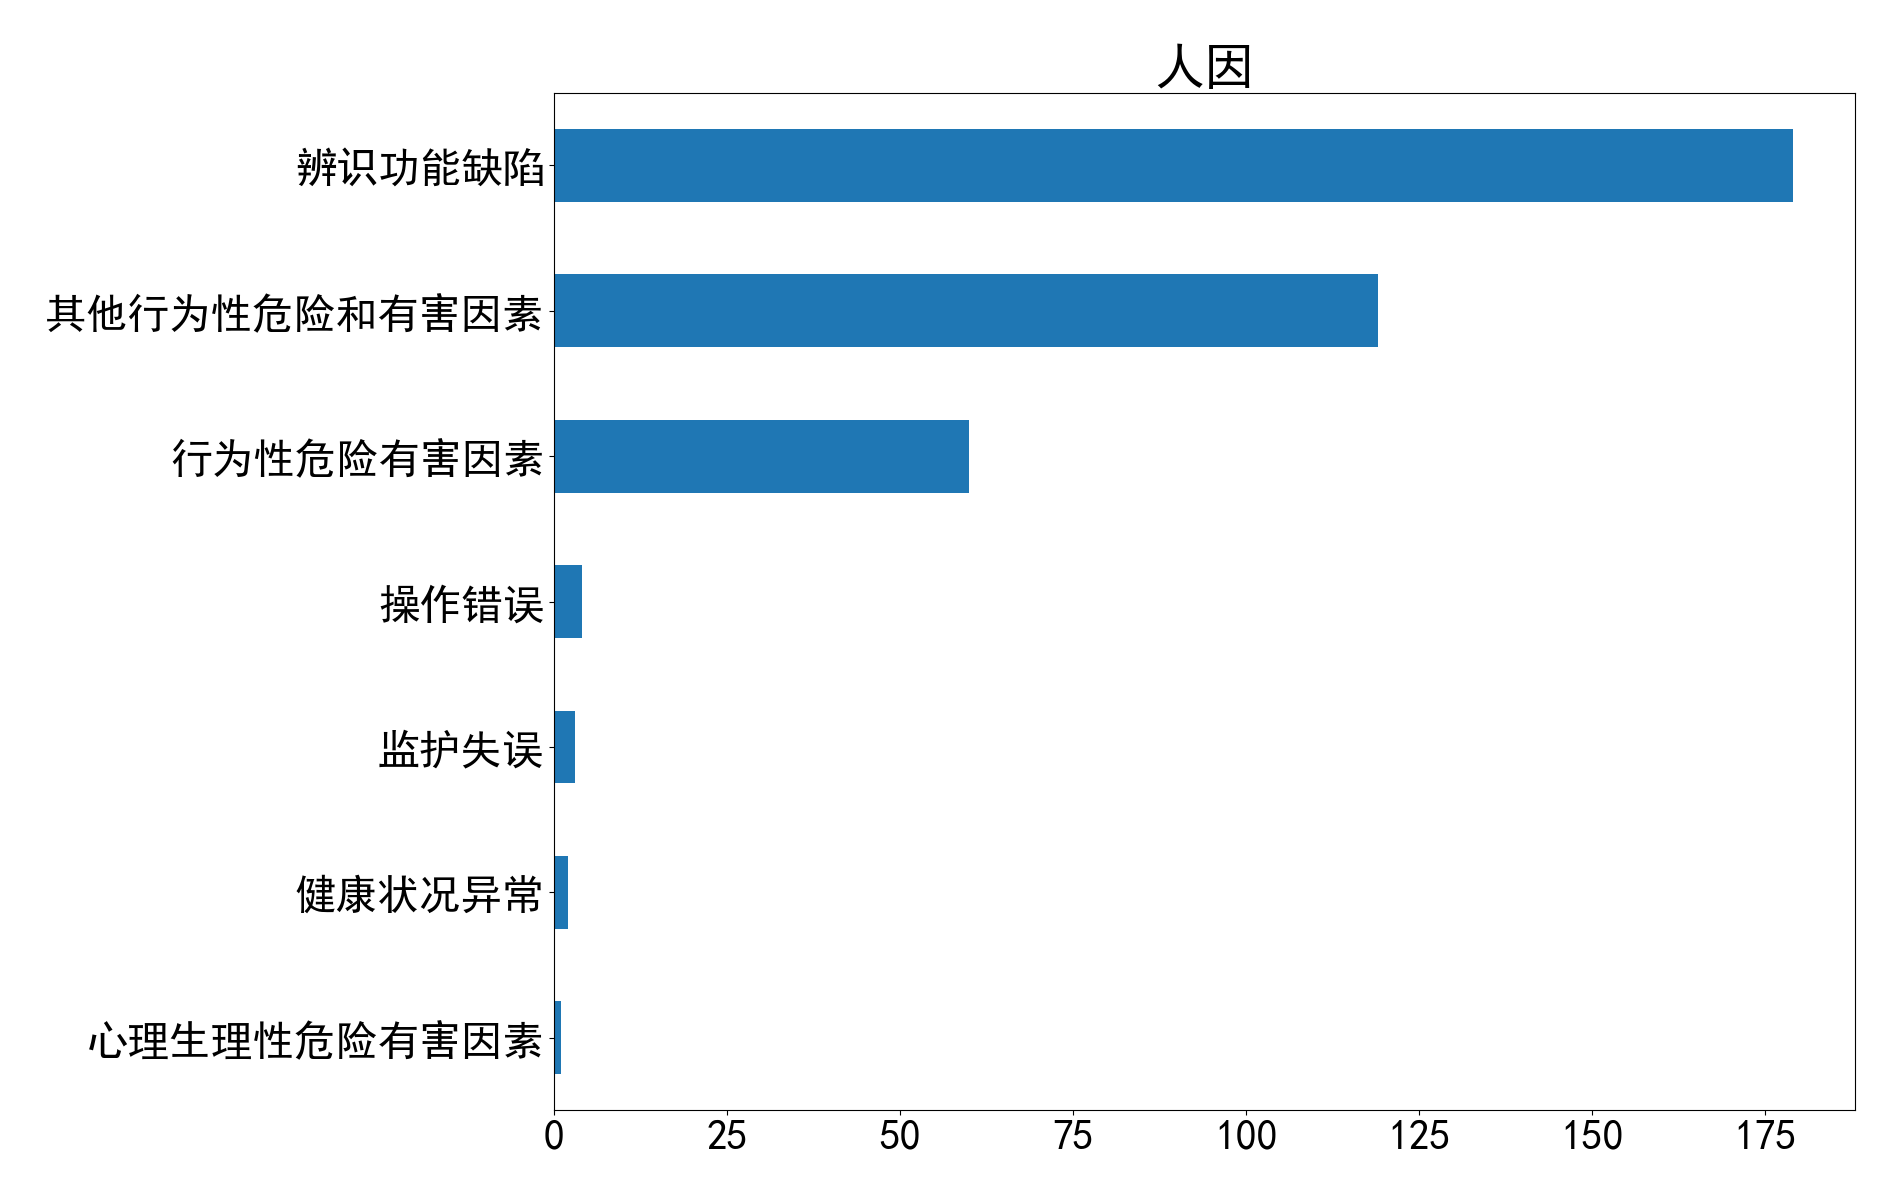 人因
辨识功能缺陷
其他行为性危险和有害因素
行为性危险有害因素
操作错误
监护失误
健康状况异常
心理生理性危险有害因素
0 25 50 75 100 125 150 175